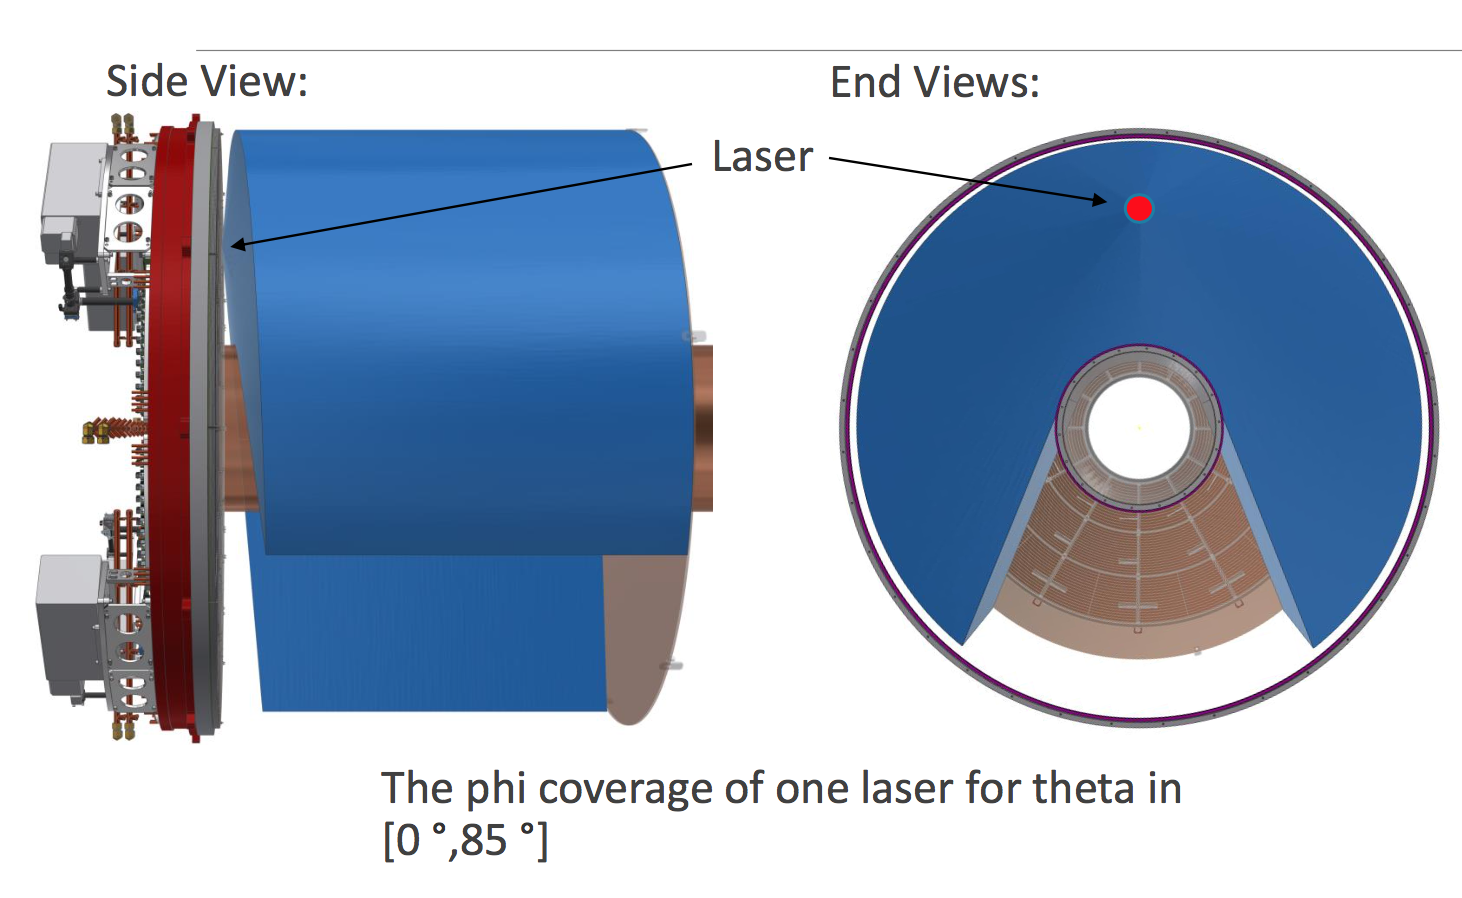 Side View:
End Views:
Laser
The phi coverage of one laser for theta in
[0 °,85 °]